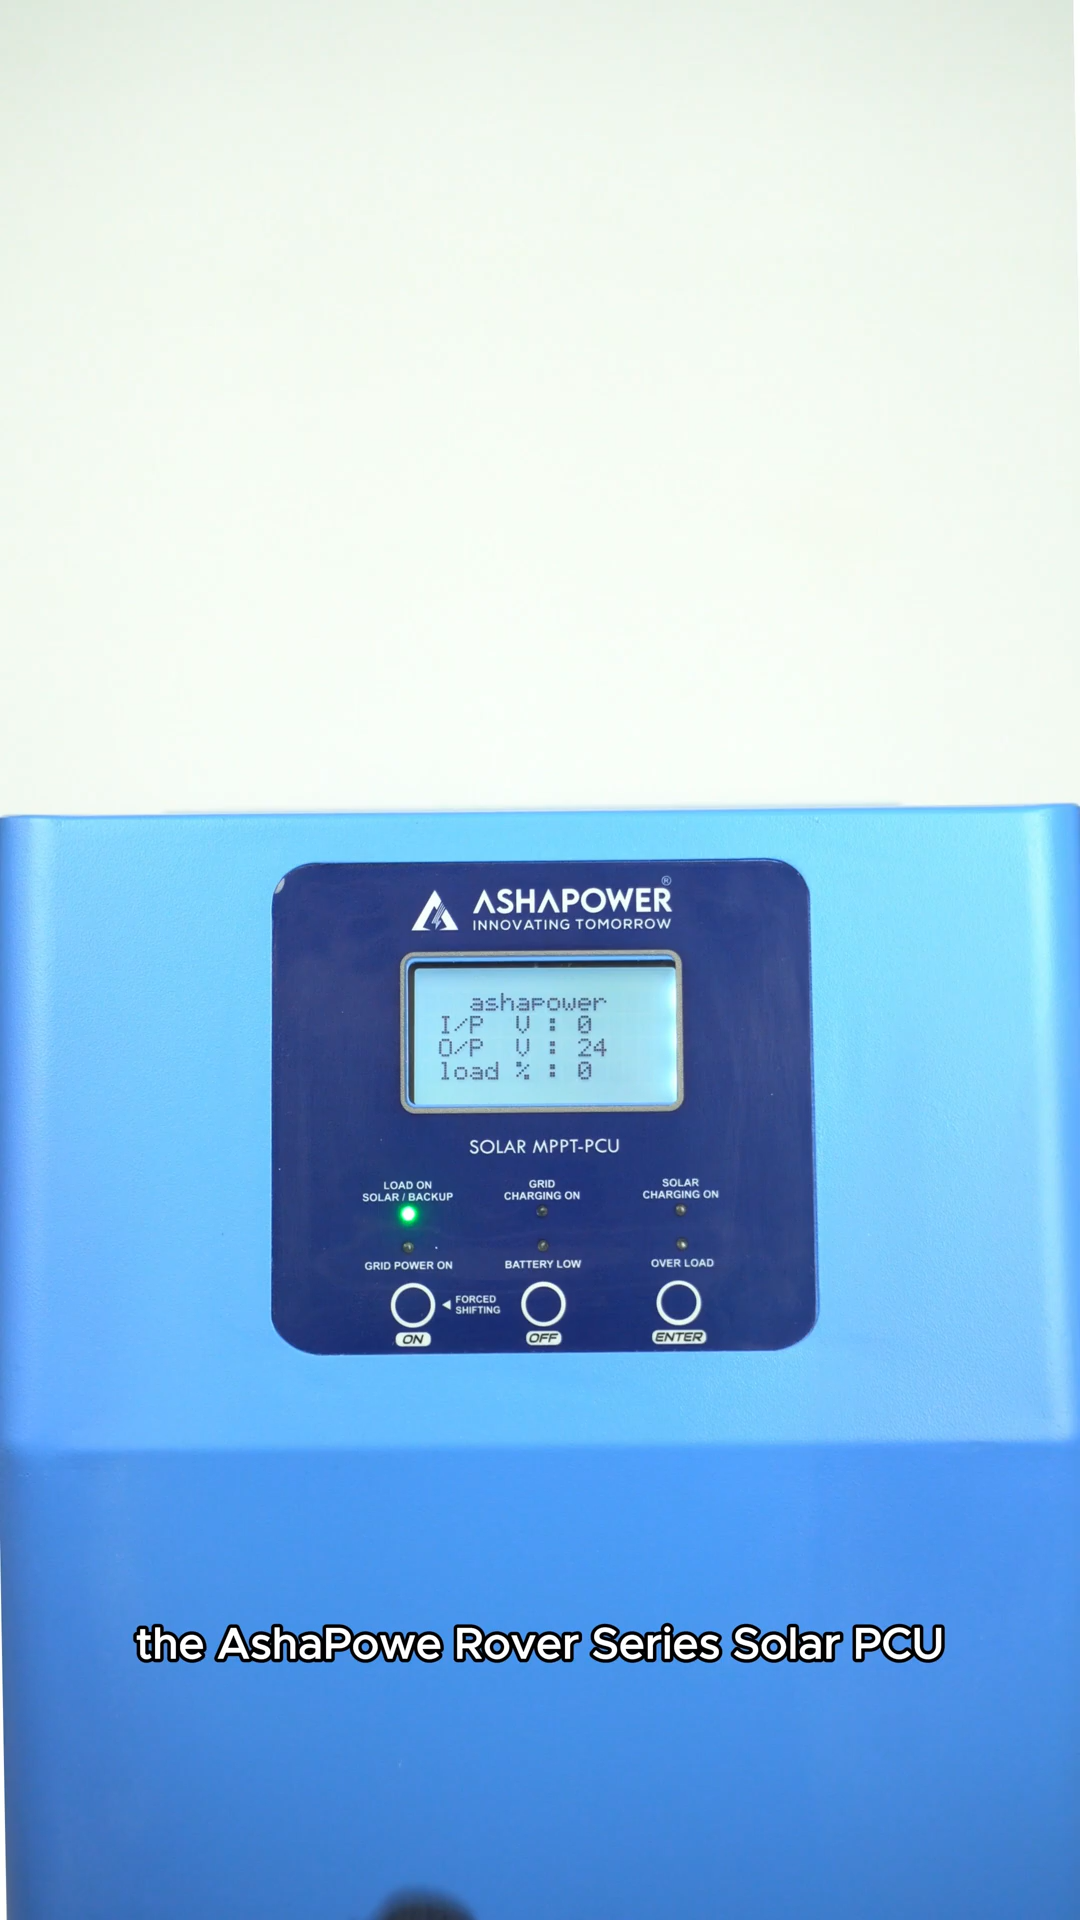 ASHAPOWER®
INNOVATING TOMORROW
ashapower
I/P V : 0
O/P V : 24
load % : 0
SOLAR MPPT-PCU
LOAD ON
SOLAR / BACKUP
GRID
CHARGING ON
SOLAR
CHARGING ON
GRID POWER ON
BATTERY LOW
OVER LOAD
FORCED
SHIFTING
ON
OFF
ENTER
the AshaPowe Rover Series Solar PCU